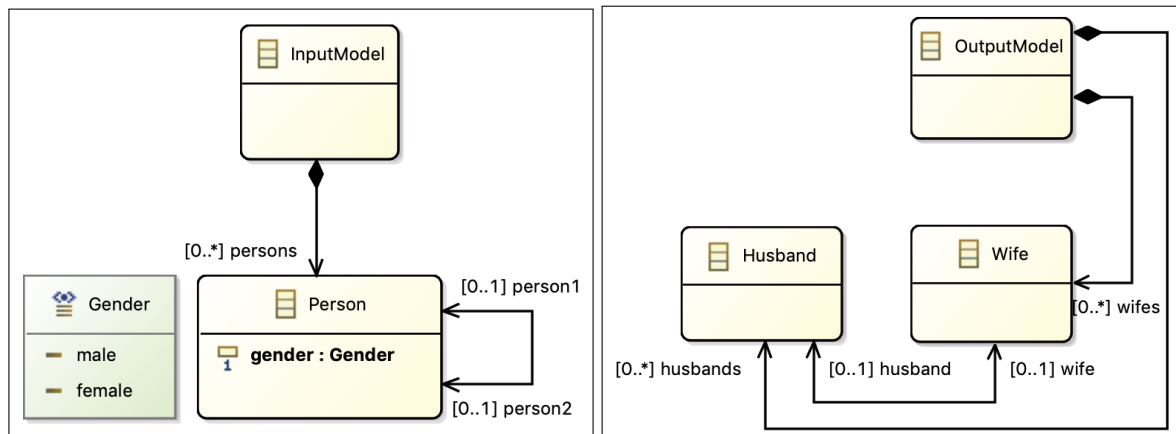 InputModel
[0..*] persons
Gender
male
female
Person
1
gender : Gender
[0..1] person1
[0..1] person2
OutputModel
Husband
Wife
[0..*] wifes
[0..*] husbands
[0..1] husband
[0..1] wife